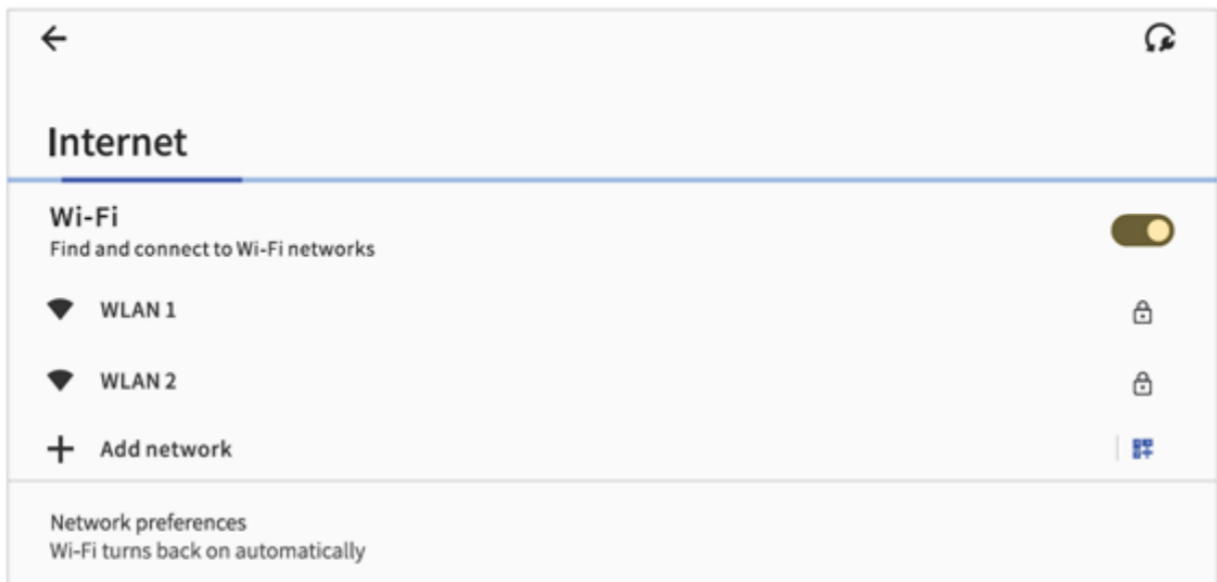 Internet
Wi-Fi
Find and connect to Wi-Fi networks
WLAN 1
WLAN 2
Add network
Network preferences
Wi-Fi turns back on automatically